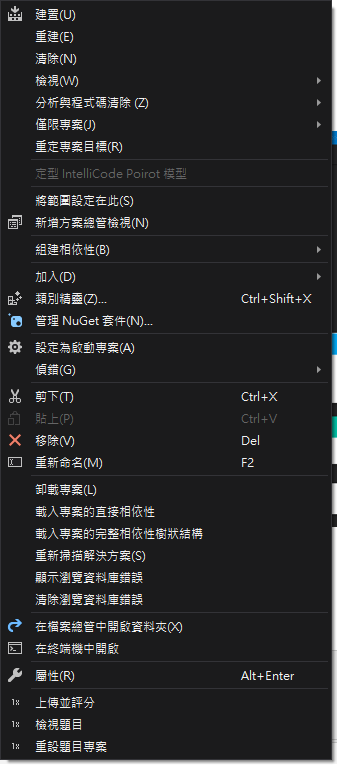 建置(U)
重建(E)
清除(N)
檢視(W)
分析與程式碼清除 (Z)
僅限專案(J)
重定專案目標(R)
定型 IntelliCode Poirot 模型
將範圍設定在此(S)
新增方案總管檢視(N)
組建相依性(B)
加入(D)
類別精靈(Z)... Ctrl+Shift+X
管理 NuGet 套件(N)...
設定為啟動專案(A)
偵錯(G)
剪下(T) Ctrl+X
貼上(P) Ctrl+V
移除(V) Del
重新命名(M) F2
卸載專案(L)
載入專案的直接相依性
載入專案的完整相依性樹狀結構
重新掃描解決方案(S)
顯示瀏覽資料庫錯誤
清除瀏覽資料庫錯誤
在檔案總管中開啟資料夾(X)
在終端機中開啟
屬性(R) Alt+Enter
1x 上傳並評分
1x 檢視題目
1x 重設題目專案